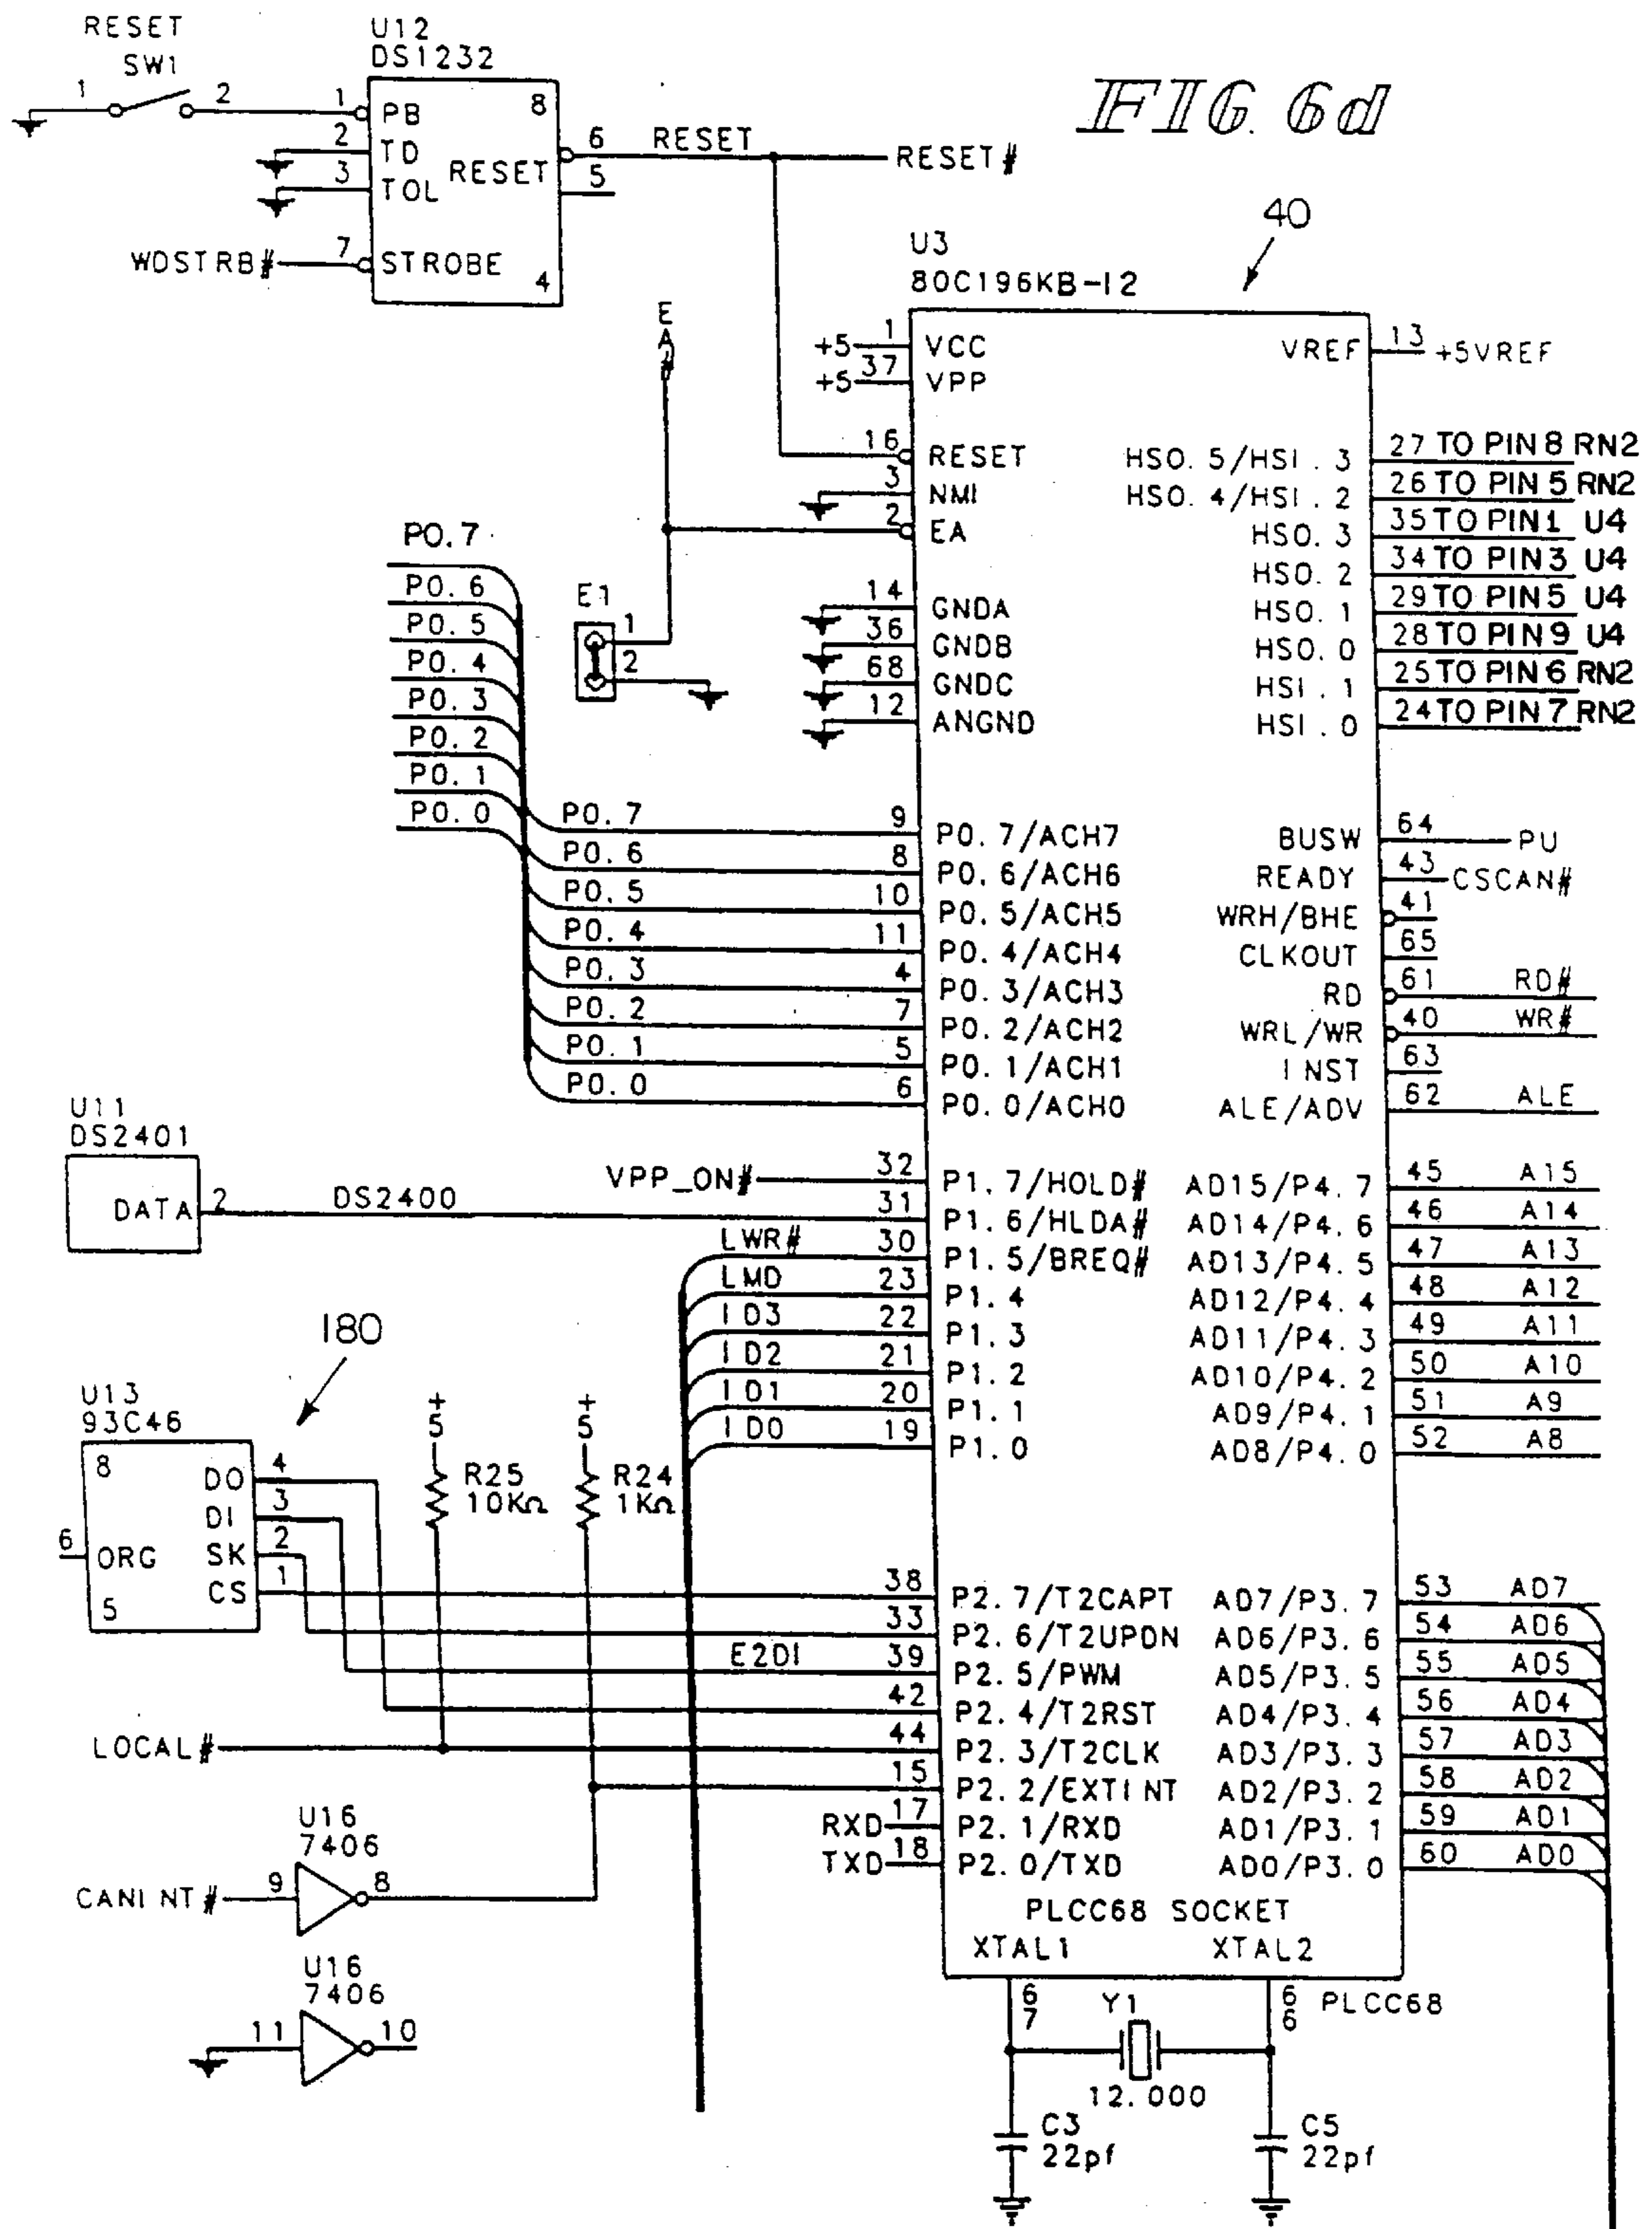 FIG. 6d
RESET
SW1
1
2
U12
DS1232
1
PB
8
2
TD
3
TOL
RESET
6
RESET
RESET#
5
WDSTRB#
7
STROBE
4
40
U3
80C196KB-12
E
A
#
+5
1
VCC
+5
37
VPP
16
RESET
3
NMI
2
EA
14
GNDA
36
GNDB
68
GNDC
12
ANGND
VREF
13
+5VREF
HSO.5/HSI.3
27 TO PIN 8 RN2
HSO.4/HSI.2
26 TO PIN 5 RN2
HSO.3
35 TO PIN1 U4
HSO.2
34 TO PIN 3 U4
HSO.1
29 TO PIN 5 U4
HSO.0
28 TO PIN 9 U4
HSI.1
25 TO PIN 6 RN2
HSI.0
24 TO PIN 7 RN2
E1
1
2
P0.7
P0.6
P0.5
P0.4
P0.3
P0.2
P0.1
P0.0
P0.7
9
P0.7/ACH7
P0.6
8
P0.6/ACH6
P0.5
10
P0.5/ACH5
P0.4
11
P0.4/ACH4
P0.3
4
P0.3/ACH3
P0.2
7
P0.2/ACH2
P0.1
5
P0.1/ACH1
P0.0
6
P0.0/ACH0
BUSW
64
PU
READY
43
CSCAN#
WRH/BHE
41
CLKOUT
65
RD
61
RD#
WRL/WR
40
WR#
INST
63
ALE/ADV
62
ALE
U11
DS2401
DATA
2
DS2400
VPP_ON#
32
P1.7/HOLD#
31
P1.6/HLDA#
LWR#
30
P1.5/BREQ#
LMD
23
P1.4
ID3
22
P1.3
ID2
21
P1.2
ID1
20
P1.1
ID0
19
P1.0
AD15/P4.7
45
A15
AD14/P4.6
46
A14
AD13/P4.5
47
A13
AD12/P4.4
48
A12
AD11/P4.3
49
A11
AD10/P4.2
50
A10
AD9/P4.1
51
A9
AD8/P4.0
52
A8
180
U13
93C46
8
DO
4
DI
3
SK
2
CS
1
6
ORG
5
+
5
R25
10KΩ
+
5
R24
1KΩ
38
P2.7/T2CAPT
33
P2.6/T2UPDN
E2DI
39
P2.5/PWM
42
P2.4/T2RST
LOCAL#
44
P2.3/T2CLK
15
P2.2/EXTINT
RXD
17
P2.1/RXD
TXD
18
P2.0/TXD
AD7/P3.7
53
AD7
AD6/P3.6
54
AD6
AD5/P3.5
55
AD5
AD4/P3.4
56
AD4
AD3/P3.3
57
AD3
AD2/P3.2
58
AD2
AD1/P3.1
59
AD1
AD0/P3.0
60
AD0
U16
7406
CANINT#
9
8
U16
7406
11
10
PLCC68 SOCKET
XTAL1
XTAL2
6
7
Y1
12.000
6
6
PLCC68
C3
22pf
C5
22pf